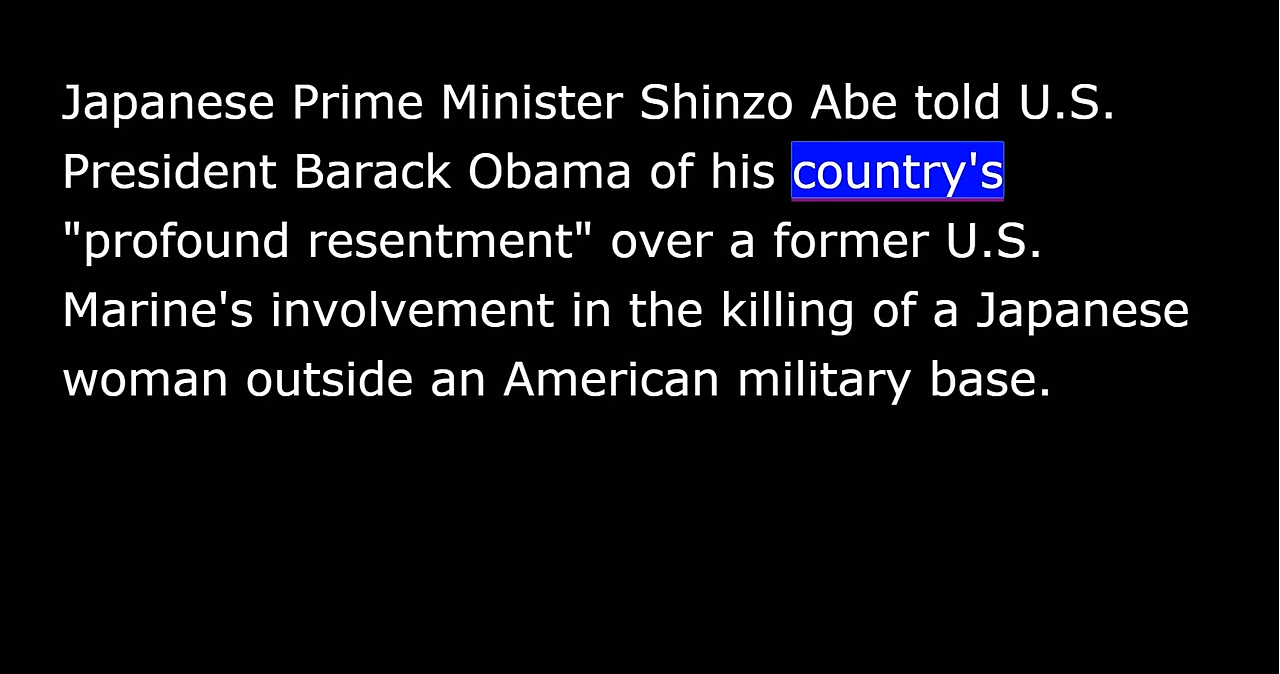 Japanese Prime Minister Shinzo Abe told U.S.
President Barack Obama of his country's
"profound resentment" over a former U.S.
Marine's involvement in the killing of a Japanese
woman outside an American military base.